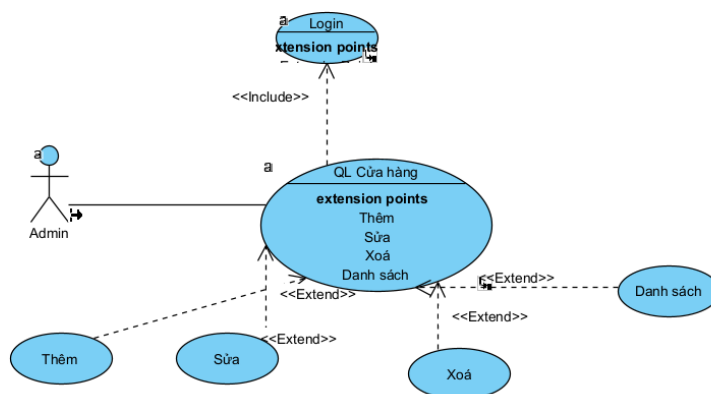 a
Login
xtension points
<<Include>>
a
a
QL Cửa hàng
extension points
Thêm
Sửa
Xoá
Danh sách
Admin
<<Extend>>
<<Extend>>
<<Extend>>
<<Extend>>
Danh sách
Thêm
Sửa
Xoá